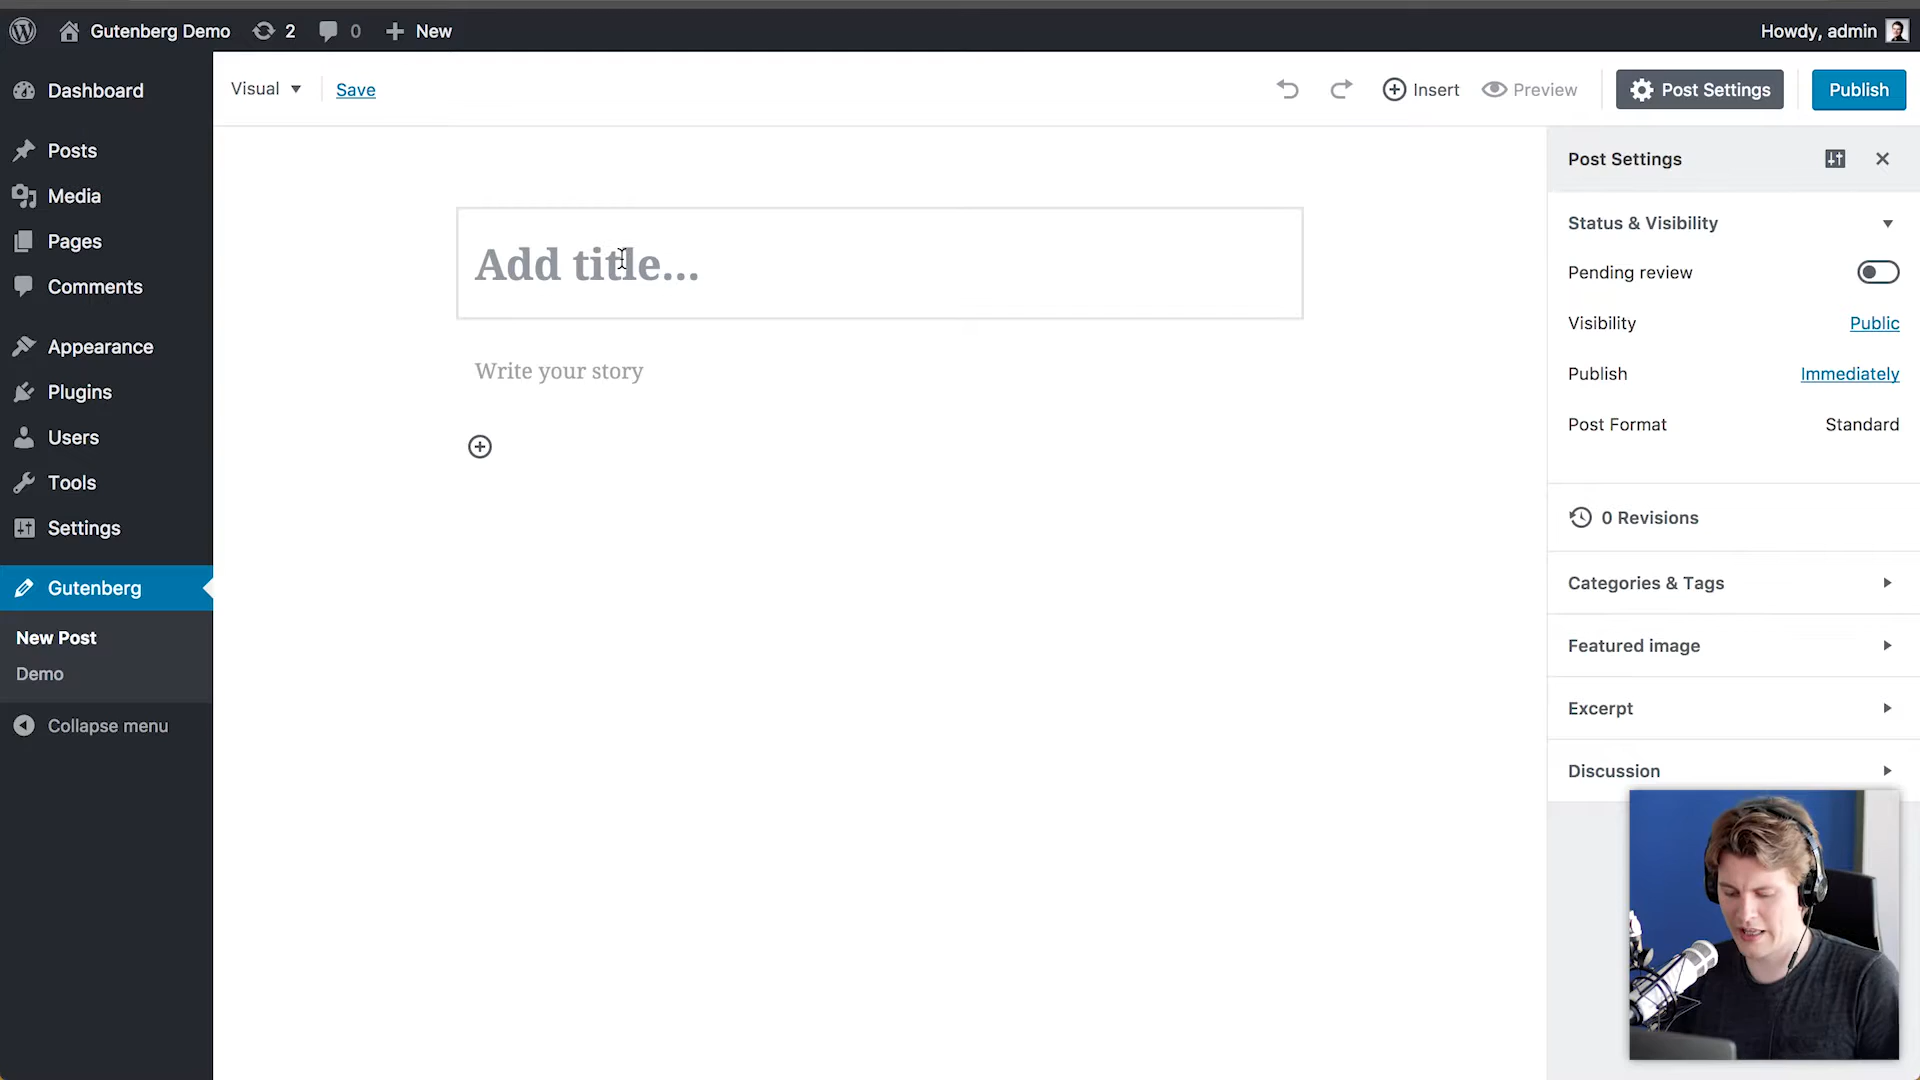 Gutenberg Demo 2 0 New Howdy, admin
Dashboard
Posts
Media
Pages
Comments
Appearance
Plugins
Users
Tools
Settings
Gutenberg
New Post
Demo
Collapse menu
Visual Save Insert Preview Post Settings Publish
Add title...
Write your story
Post Settings
Status & Visibility
Pending review
Visibility Public
Publish Immediately
Post Format Standard
0 Revisions
Categories & Tags
Featured image
Excerpt
Discussion